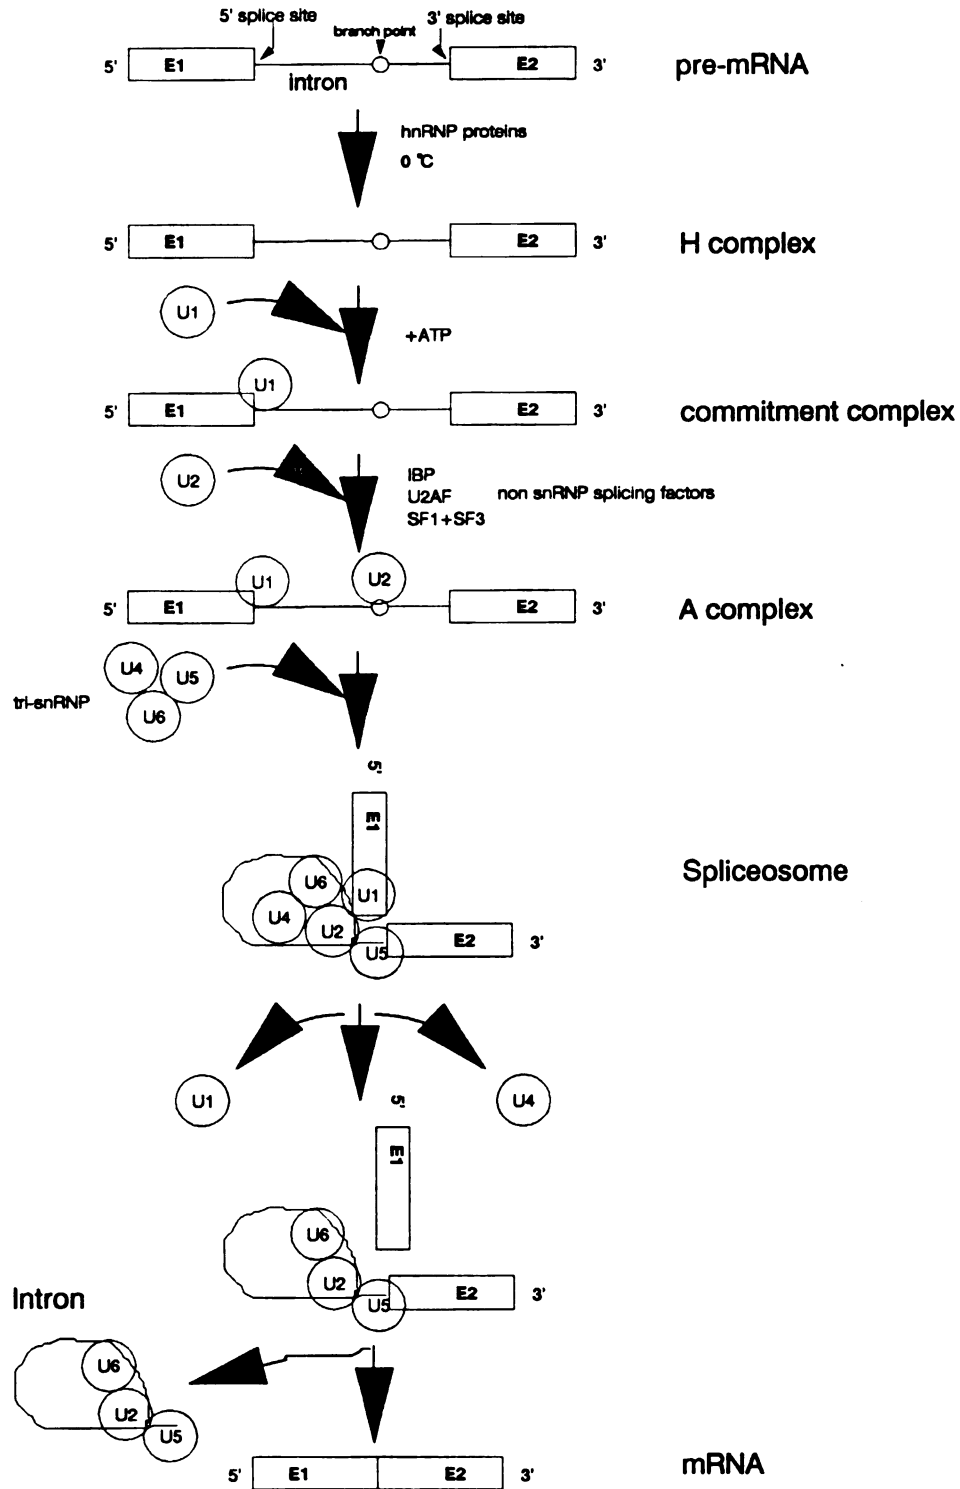 5' splice site
branch point
3' splice site
5' E1 E2 3' pre-mRNA
intron
hnRNP proteins
0 °C
5' E1 E2 3' H complex
U1
+ATP
U1
5' E1 E2 3' commitment complex
U2
IBP
U2AF non snRNP splicing factors
SF1+SF3
U1 U2
5' E1 E2 3' A complex
U4 U5
tri-snRNP
U6
5'
E1
Spliceosome
U6 U1
U4 U2
U5 E2 3'
U1 U4
5'
E1
U6
U2 U5 E2 3'
Intron
U6
U2
U5
5' E1 E2 3' mRNA